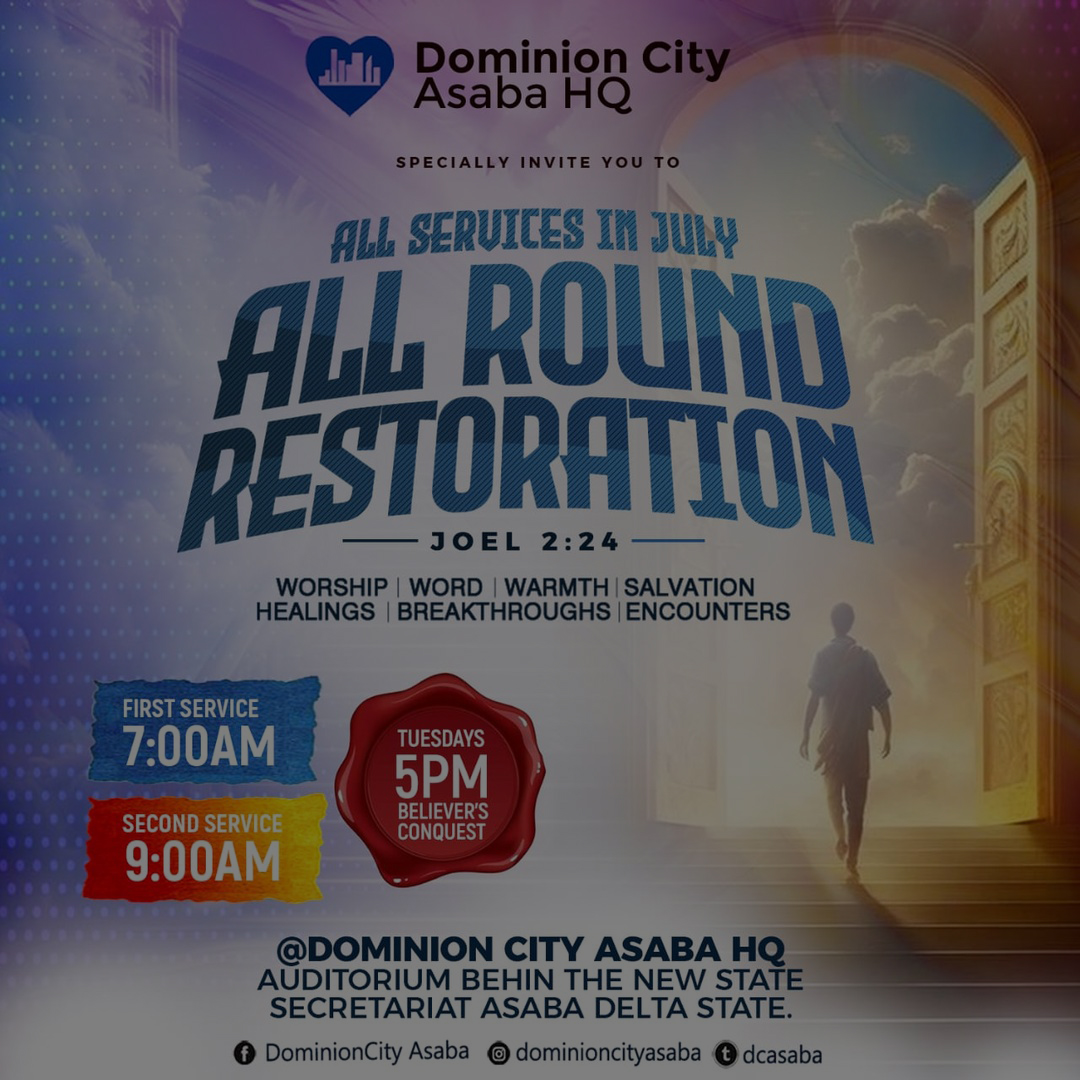 Dominion City
Asaba HQ
SPECIALLY INVITE YOU TO
ALL SERVICES IN JULY
ALL ROUND
RESTORATION
JOEL 2:24
WORSHIP | WORD | WARMTH | SALVATION
HEALINGS | BREAKTHROUGHS | ENCOUNTERS
FIRST SERVICE
7:00AM
SECOND SERVICE
9:00AM
TUESDAYS
5PM
BELIEVER'S
CONQUEST
@DOMINION CITY ASABA HQ
AUDITORIUM BEHIN THE NEW STATE
SECRETARIAT ASABA DELTA STATE.
DominionCity Asaba dominioncityasaba dcasaba